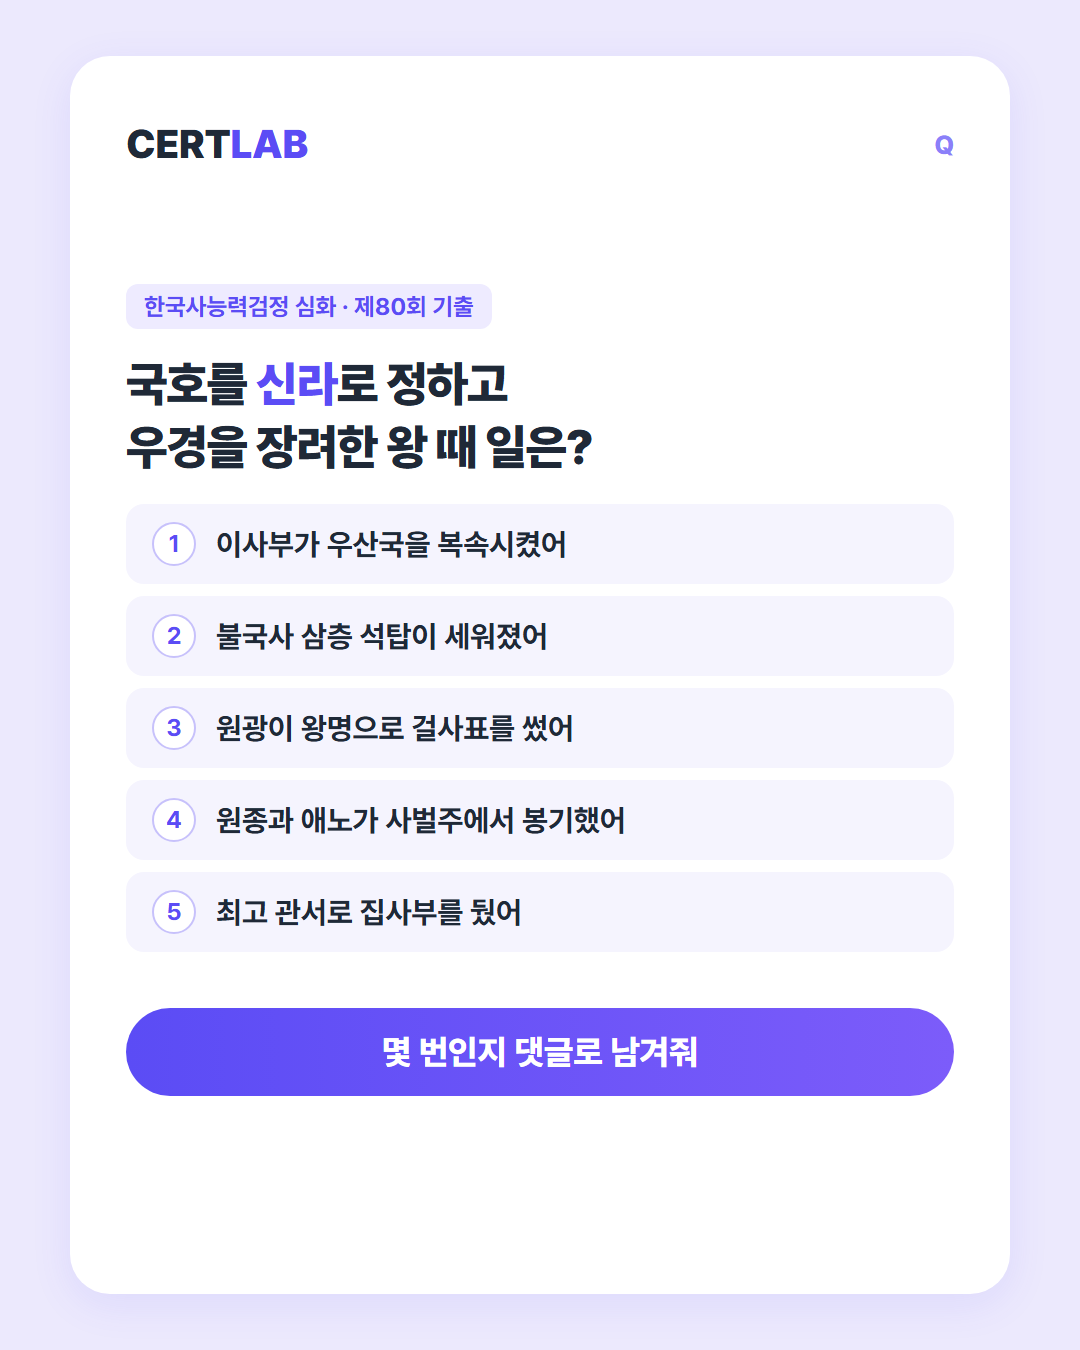 CERTLAB
Q
한국사능력검정 심화 · 제80회 기출
국호를 신라로 정하고
우경을 장려한 왕 때 일은?
1 이사부가 우산국을 복속시켰어
2 불국사 삼층 석탑이 세워졌어
3 원광이 왕명으로 걸사표를 썼어
4 원종과 애노가 사벌주에서 봉기했어
5 최고 관서로 집사부를 뒀어
몇 번인지 댓글로 남겨줘